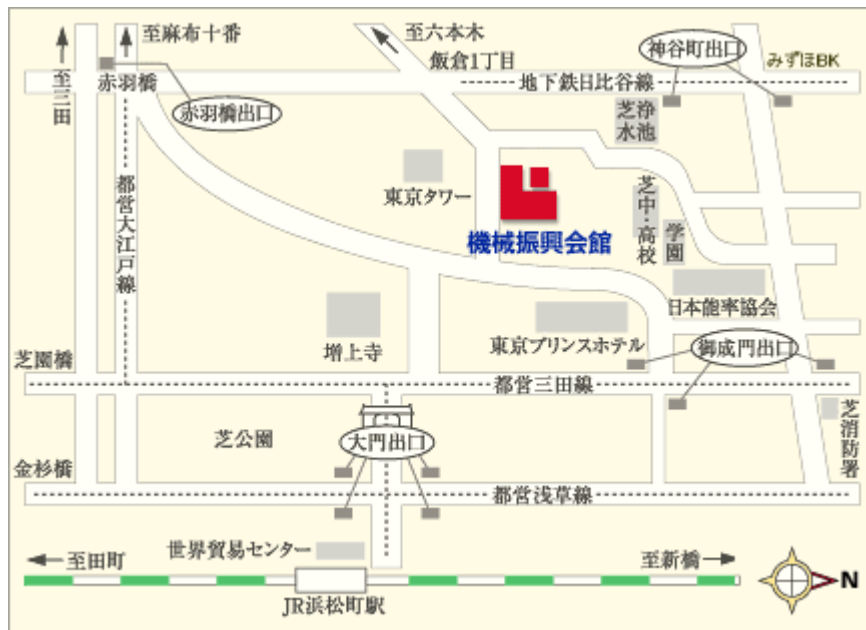 至麻布十番
至六本木
飯倉1丁目
神谷町出口
みずほBK
至三田
赤羽橋
地下鉄日比谷線
赤羽橋出口
芝浄水池
都営大江戸線
東京タワー
芝中・高校
学園
機械振興会館
日本能率協会
増上寺
東京プリンスホテル
御成門出口
芝園橋
都営三田線
芝消防署
芝公園
大門出口
金杉橋
都営浅草線
至田町
世界貿易センター
至新橋
N
JR浜松町駅